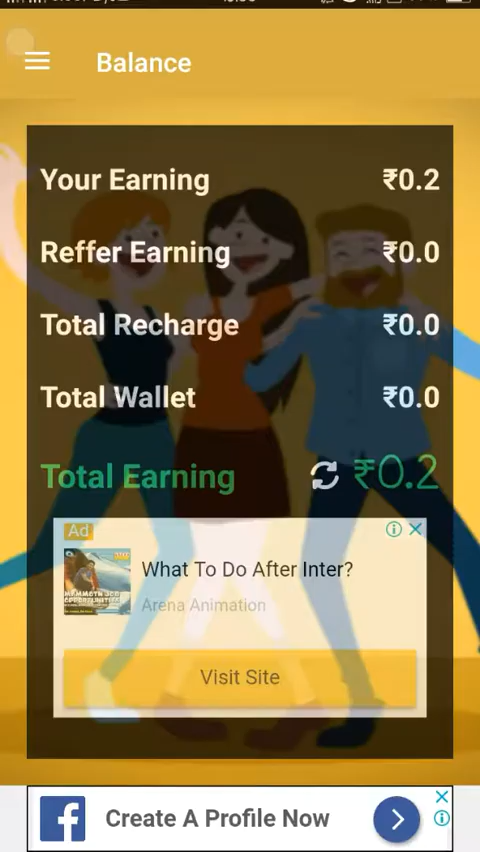 Balance
Your Earning ₹0.2
Reffer Earning ₹0.0
Total Recharge ₹0.0
Total Wallet ₹0.0
Total Earning ₹0.2
Ad
What To Do After Inter?
Arena Animation
Visit Site
Create A Profile Now